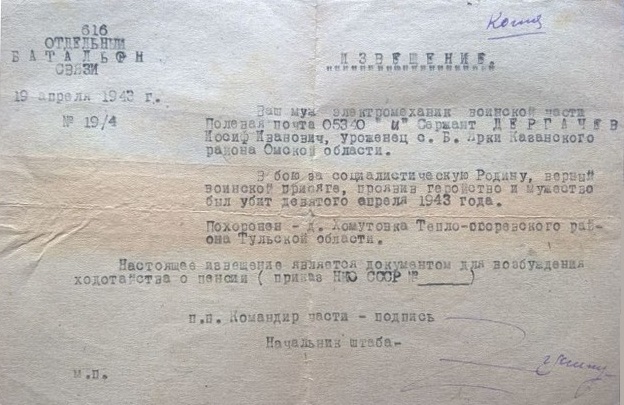 Копия
616
ОТДЕЛЬНЫЙ
БАТАЛЬОН
СВЯЗИ
19 апреля 1943 г.
№ 19/4
ИЗВЕЩЕНИЕ.
Ваш муж электромеханик воинской части
Полевая почта 05340 "И" Сержант ДЕРГАЧЕВ
Иосиф Иванович, уроженец с. Б. Ярки Казанского
района Омской области.
В бою за социалистическую Родину, верный
воинской присяге, проявив геройство и мужество
был убит девятого апреля 1943 года.
Похоронен - д. Хомутовка Тепло-огоревского рай-
она Тульской области.
Настоящее извещение является документом для возбуждения
ходотайства о пенсии ( приказ НКО СССР №_____)
п.п. Командир части - подпись
Начальник штаба-
м.п.